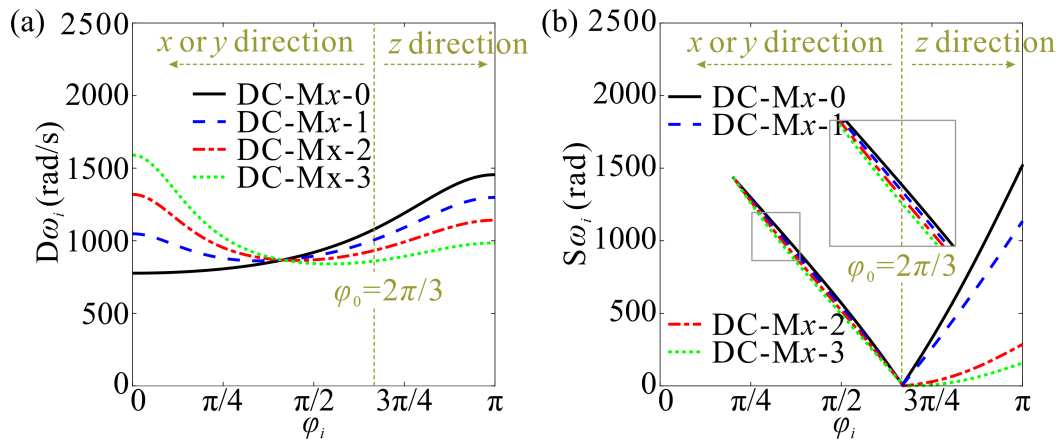 (a)
Dωᵢ (rad/s)
2500
2000
1500
1000
500
0
x or y direction
z direction
DC-Mx-0
DC-Mx-1
DC-Mx-2
DC-Mx-3
φ₀=2π/3
0
π/4
π/2
3π/4
π
φᵢ
(b)
Sωᵢ (rad)
2500
2000
1500
1000
500
0
x or y direction
z direction
DC-Mx-0
DC-Mx-1
φ₀=2π/3
DC-Mx-2
DC-Mx-3
0
π/4
π/2
3π/4
π
φᵢ